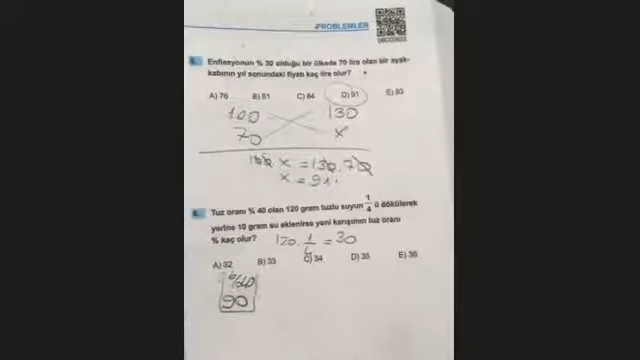 PROBLEMLER
Enflasyonun % 30 olduğu bir ülkede 70 lira olan bir ayak-
kabının yıl sonundaki fiyatı kaç lira olur?
A) 76 B) 81 C) 84 D) 91 E) 93
100 130
70 x
100 x = 130.70
x = 91.
Tuz oranı % 40 olan 120 gram tuzlu suyun 1/4 ü dökülerek
yerine 10 gram su eklenirse yeni karışımın tuz oranı
% kaç olur? 120. 1/4 = 30
A) 32 B) 33 C) 34 D) 35 E) 36
%40
90